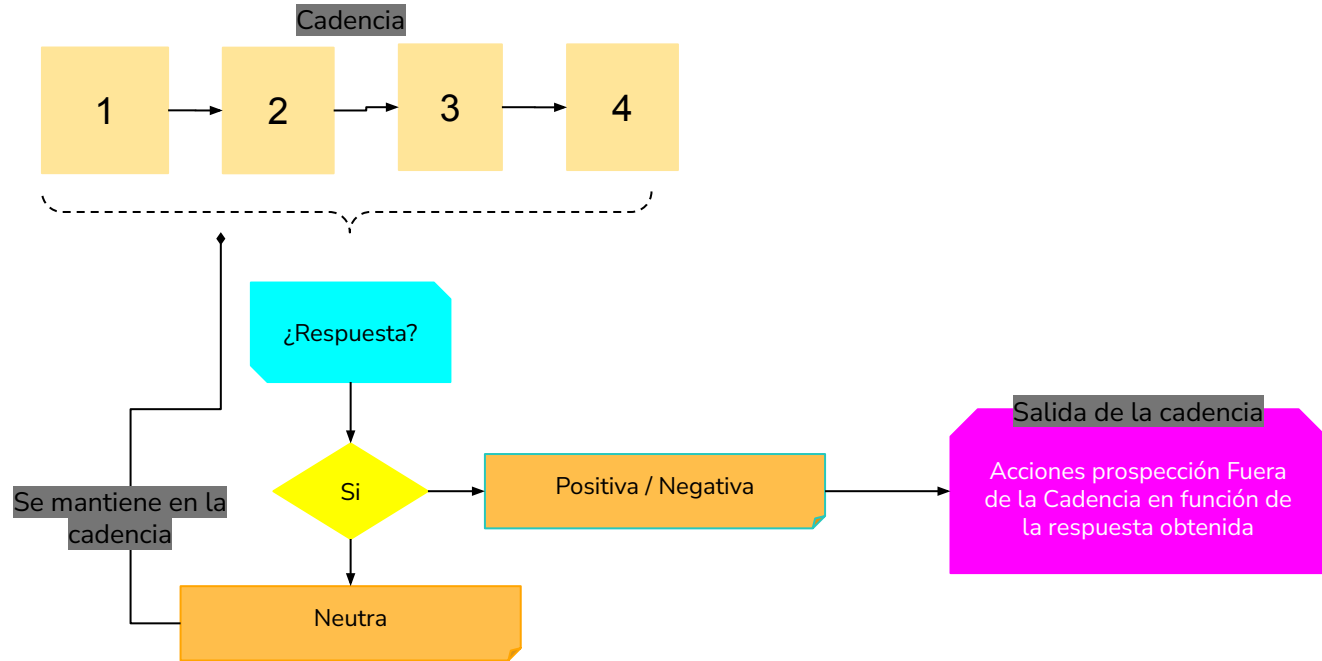 Cadencia
1
2
3
4
¿Respuesta?
Si
Positiva / Negativa
Salida de la cadencia
Acciones prospección Fuera
de la Cadencia en función de
la respuesta obtenida
Se mantiene en la
cadencia
Neutra